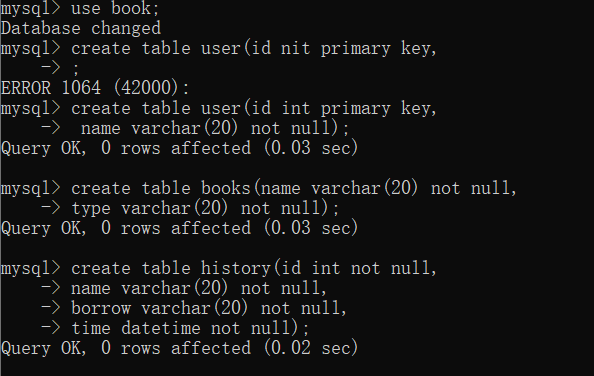 mysql> use book;
Database changed
mysql> create table user(id nit primary key,
    -> ;
ERROR 1064 (42000):
mysql> create table user(id int primary key,
    ->  name varchar(20) not null);
Query OK, 0 rows affected (0.03 sec)
mysql> create table books(name varchar(20) not null,
    -> type varchar(20) not null);
Query OK, 0 rows affected (0.03 sec)
mysql> create table history(id int not null,
    -> name varchar(20) not null,
    -> borrow varchar(20) not null,
    -> time datetime not null);
Query OK, 0 rows affected (0.02 sec)